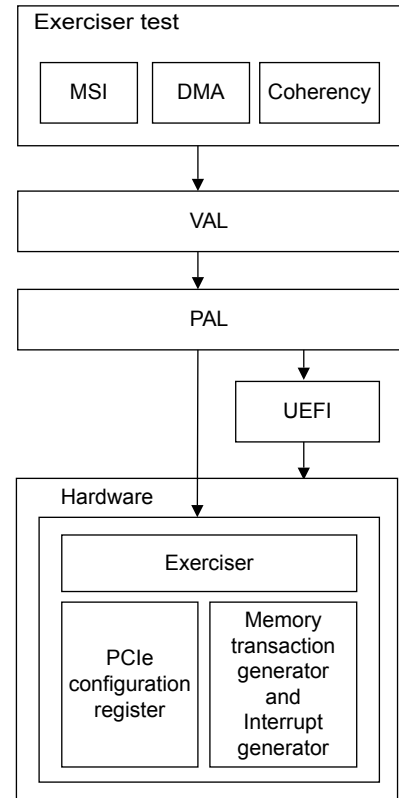 Exerciser test
MSI
DMA
Coherency
VAL
PAL
UEFI
Hardware
Exerciser
PCIe
configuration
register
Memory
transaction
generator
and
Interrupt
generator